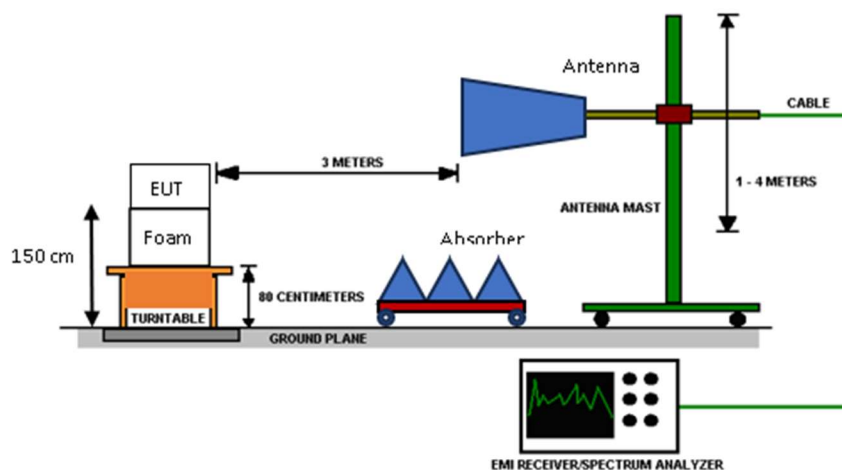 Antenna
CABLE
3 METERS
1 - 4 METERS
EUT
ANTENNA MAST
Foam
Absorber
150 cm
80 CENTIMETERS
TURNTABLE
GROUND PLANE
EMI RECEIVER/SPECTRUM ANALYZER